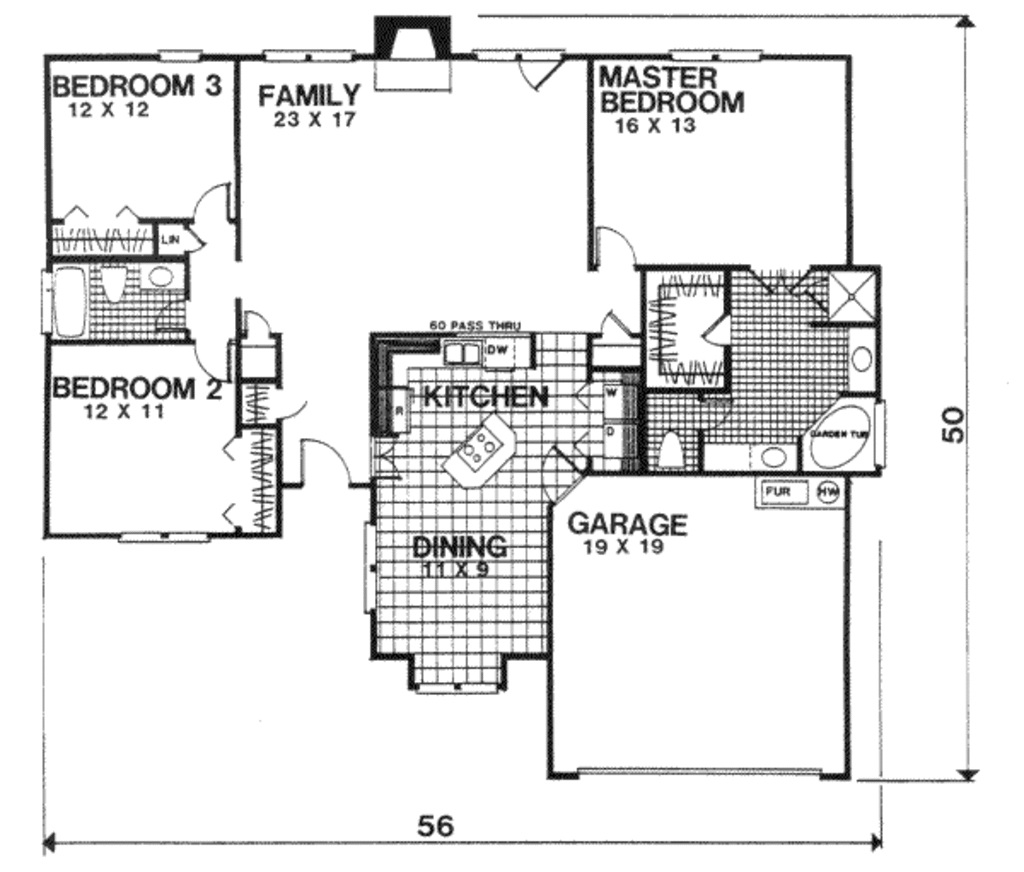 BEDROOM 3
12 X 12
FAMILY
23 X 17
MASTER
BEDROOM
16 X 13
LIN
60 PASS THRU
DW
BEDROOM 2
12 X 11
KITCHEN
R
W
D
GARDEN TUB
50
FUR
HW
GARAGE
19 X 19
DINING
11 X 9
56